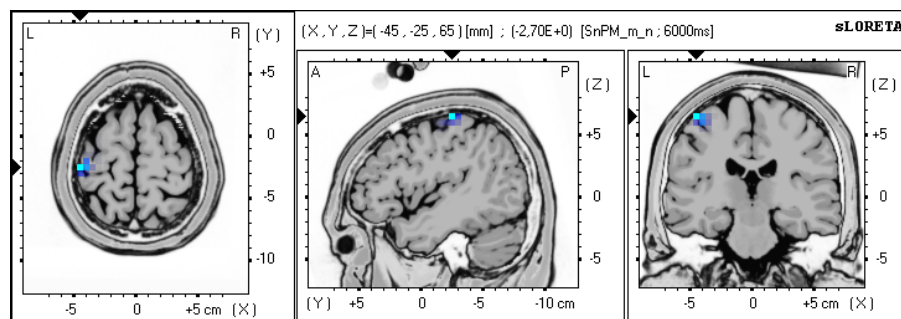 L R (Y)
+5
0
-5
-10
-5 0 +5 cm (X)
(X, Y, Z)=( -45 , -25 , 65 ) [mm] ; (-2,70E+0) [SnPM_m_n ; 6000ms] sLORETA
A P (Z)
+5
0
-5
(Y) +5 0 -5 -10 cm
L R (Z)
+5
0
-5
-5 0 +5 cm (X)